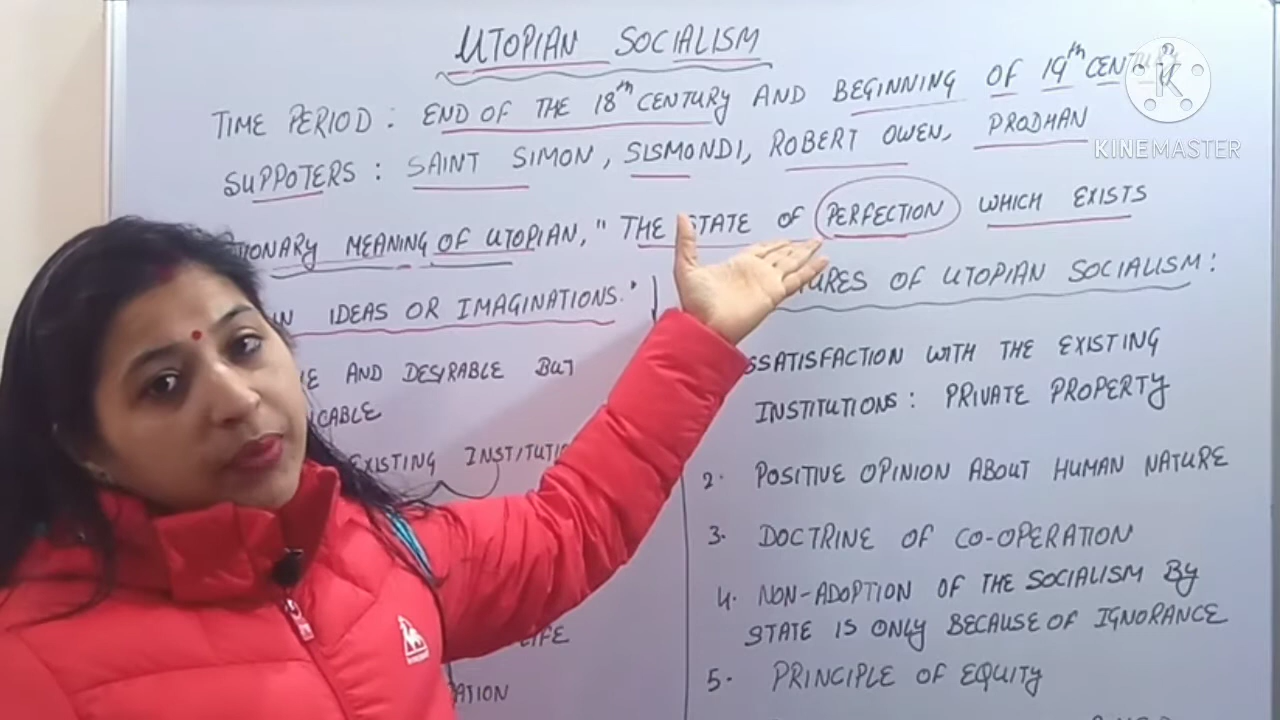 UTOPIAN SOCIALISM
TIME PERIOD : END OF THE 18th CENTURY AND BEGINNING OF 19th
SUPPOTERS : SAINT SIMON, SISMONDI, ROBERT OWEN, PRODHAN
MEANING OF UTOPIAN, " THE STATE OF PERFECTION WHICH EXISTS
IDEAS OR IMAGINATIONS."
AND DESIRABLE BUT
EXISTING
OF UTOPIAN SOCIALISM :
WITH THE EXISTING
INSTITUTIONS : PRIVATE PROPERTY
2. POSITIVE OPINION ABOUT HUMAN NATURE
3. DOCTRINE OF CO-OPERATION
4. NON-ADOPTION OF THE SOCIALISM BY
STATE IS ONLY BECAUSE OF IGNORANCE
5. PRINCIPLE OF EQUITY
K
KINEMASTER